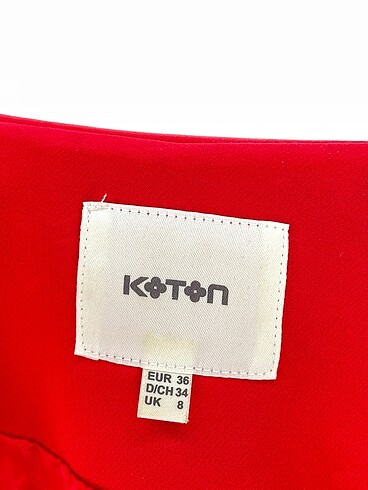 KOTON
EUR 36
D/CH 34
UK 8